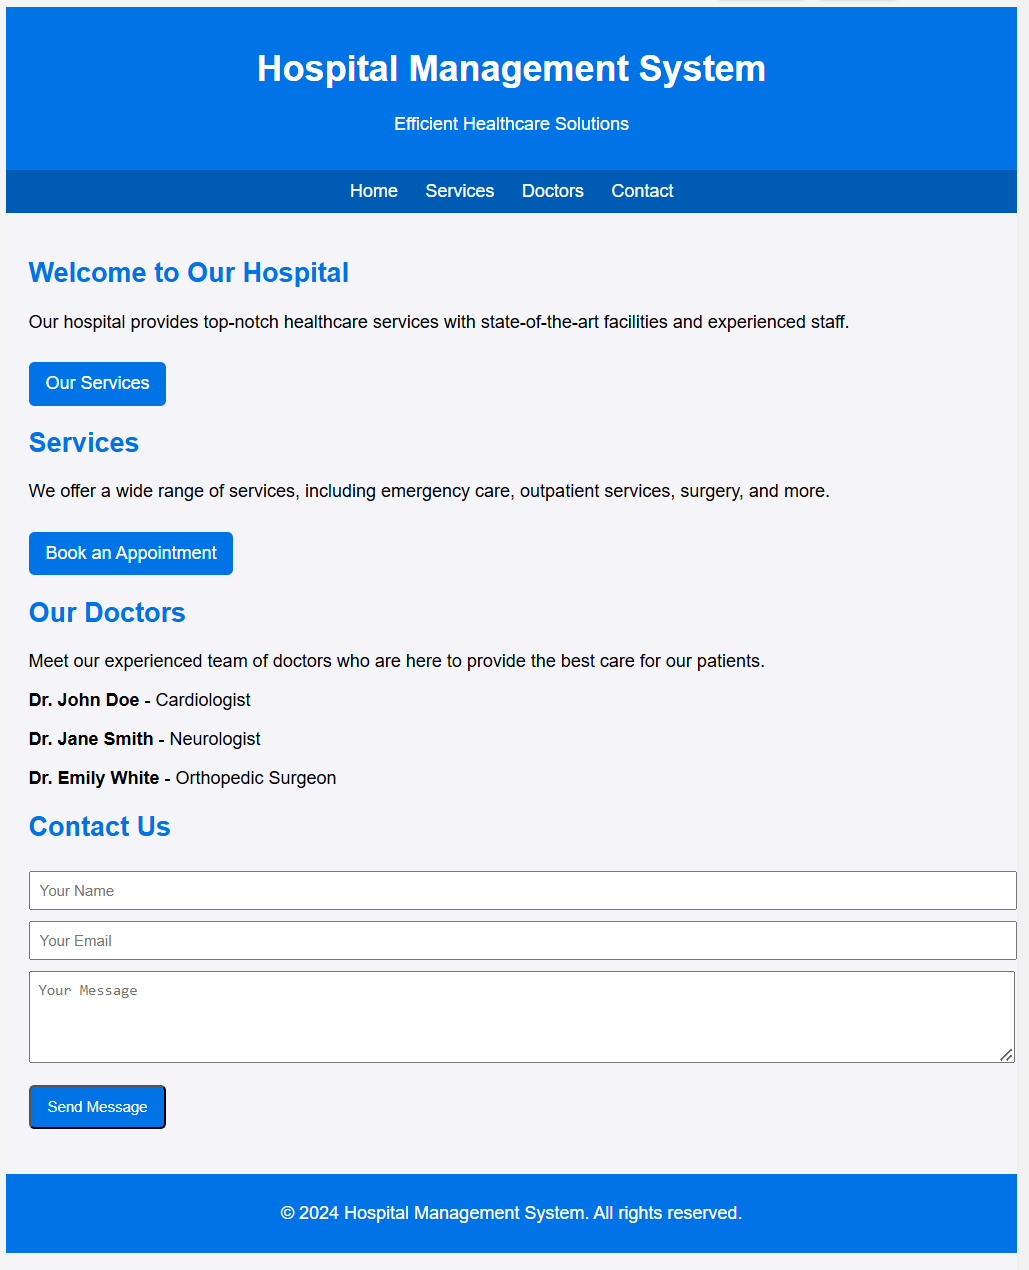 Hospital Management System
Efficient Healthcare Solutions
Home Services Doctors Contact
Welcome to Our Hospital
Our hospital provides top-notch healthcare services with state-of-the-art facilities and experienced staff.
Our Services
Services
We offer a wide range of services, including emergency care, outpatient services, surgery, and more.
Book an Appointment
Our Doctors
Meet our experienced team of doctors who are here to provide the best care for our patients.
Dr. John Doe - Cardiologist
Dr. Jane Smith - Neurologist
Dr. Emily White - Orthopedic Surgeon
Contact Us
Your Name
Your Email
Your Message
Send Message
© 2024 Hospital Management System. All rights reserved.